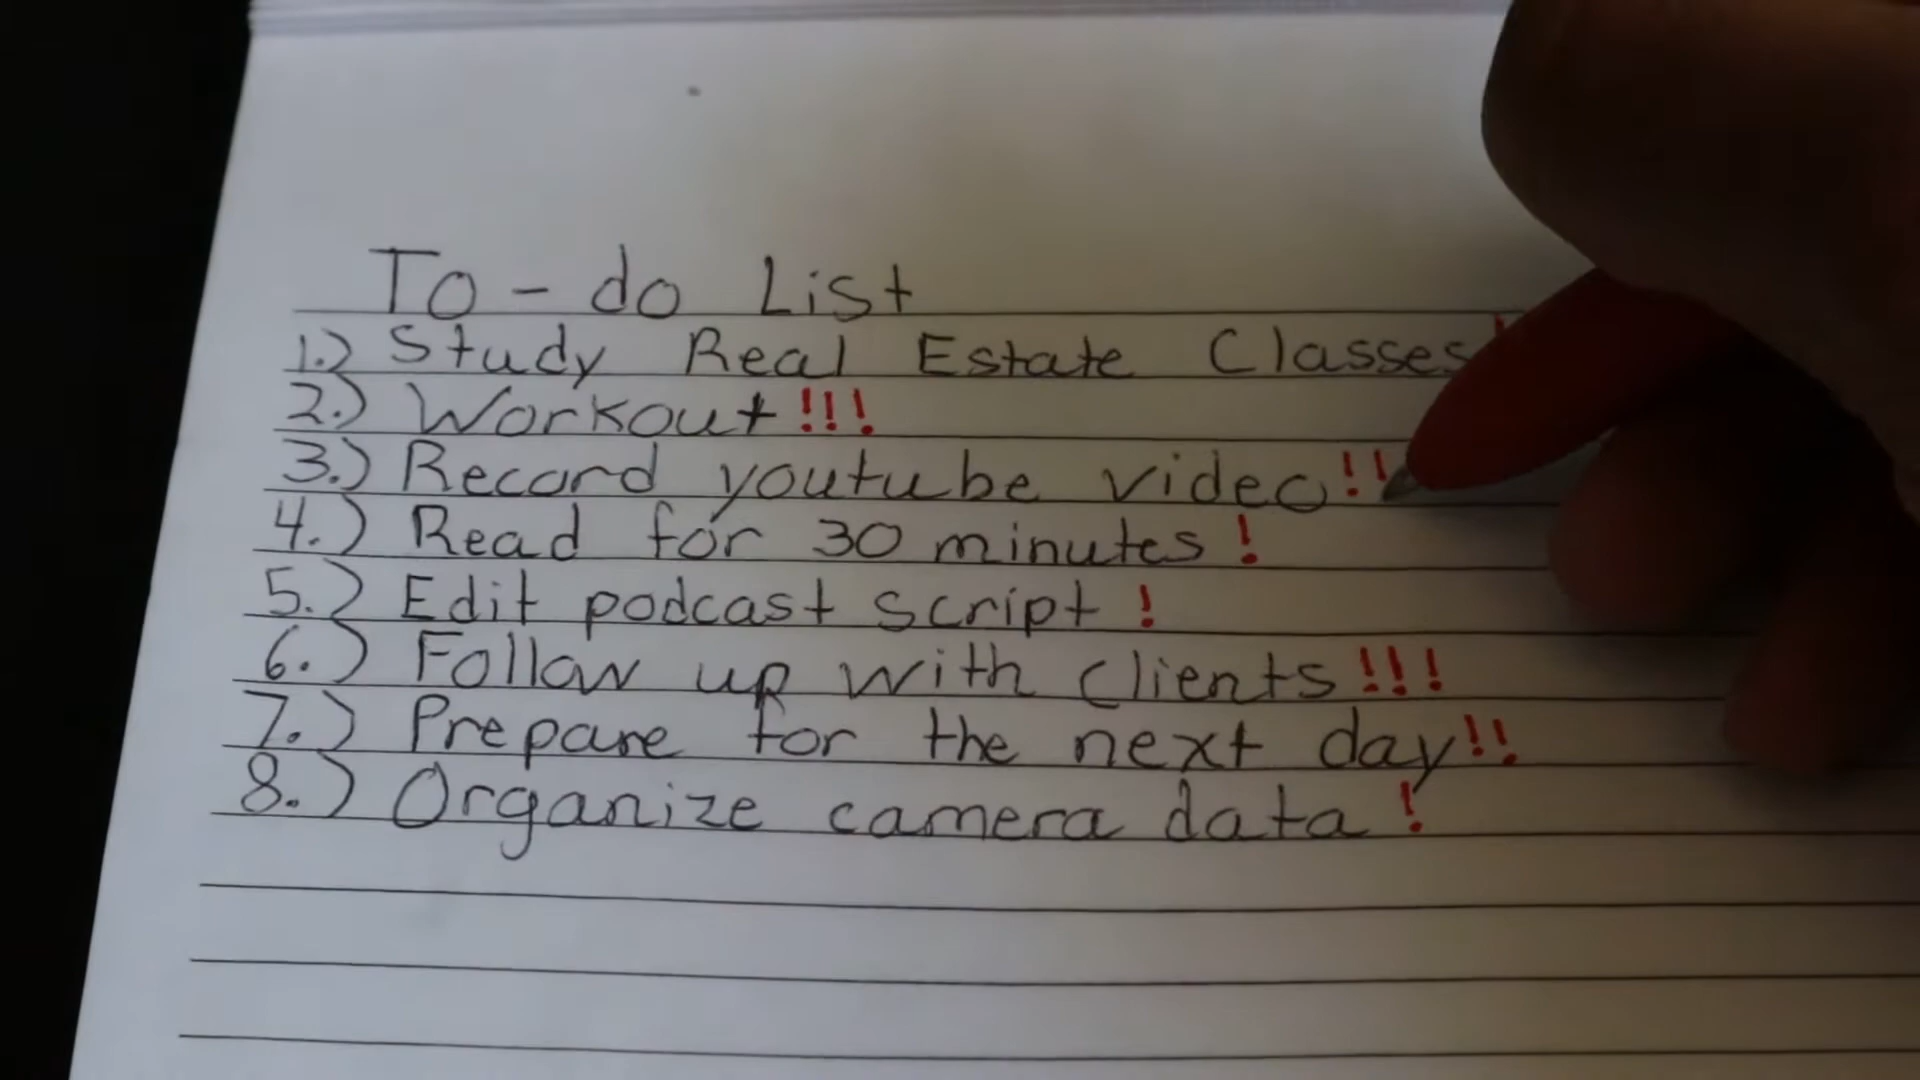 To-do List
1.) Study Real Estate Classes!
2.) Workout!!!
3.) Record youtube video!!
4.) Read for 30 minutes!
5.) Edit podcast script!
6.) Follow up with clients!!!
7.) Prepare for the next day!!
8.) Organize camera data!